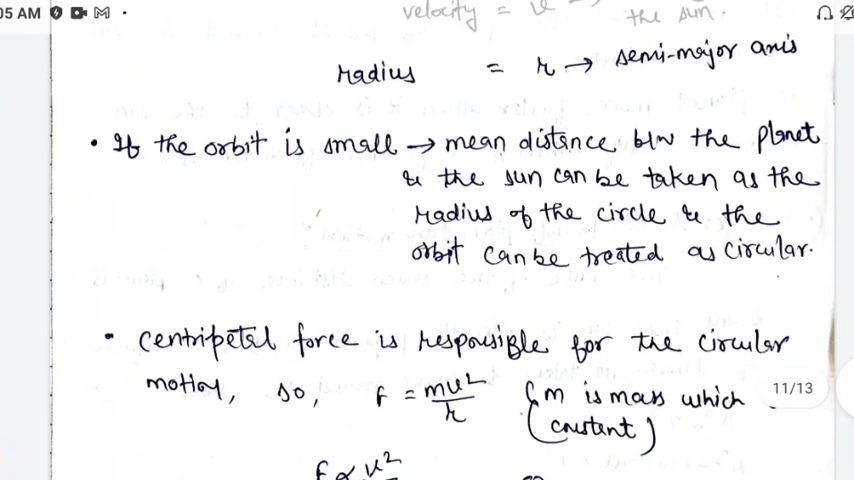 05 AM
velocity = v
the sun.
radius = r → semi-major axis
• If the orbit is small → mean distance b/w the planet
& the sun can be taken as the
radius of the circle & the
orbit can be treated as circular.
• Centripetal force is responsible for the circular
motion, so, F = mv²/r (m is mass which
constant)
11/13
F ∝ v²